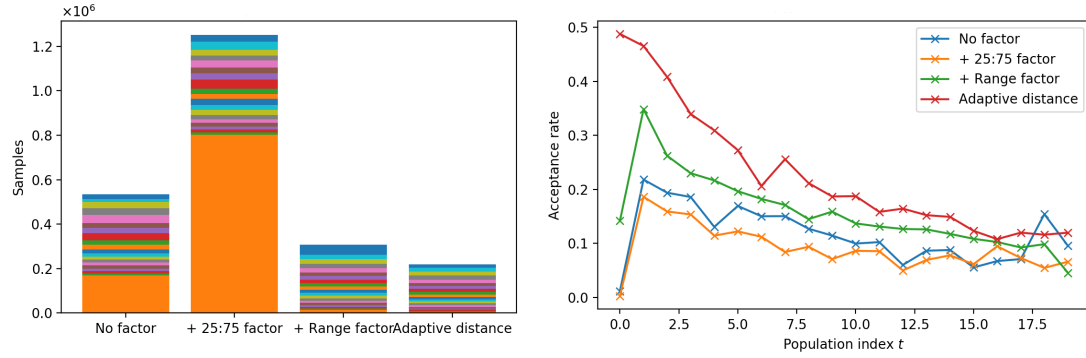 ×10⁶
Samples
1.2
1.0
0.8
0.6
0.4
0.2
0.0
No factor
+ 25:75 factor
+ Range factor
Adaptive distance
Acceptance rate
0.5
0.4
0.3
0.2
0.1
0.0
0.0 2.5 5.0 7.5 10.0 12.5 15.0 17.5
Population index t
No factor
+ 25:75 factor
+ Range factor
Adaptive distance